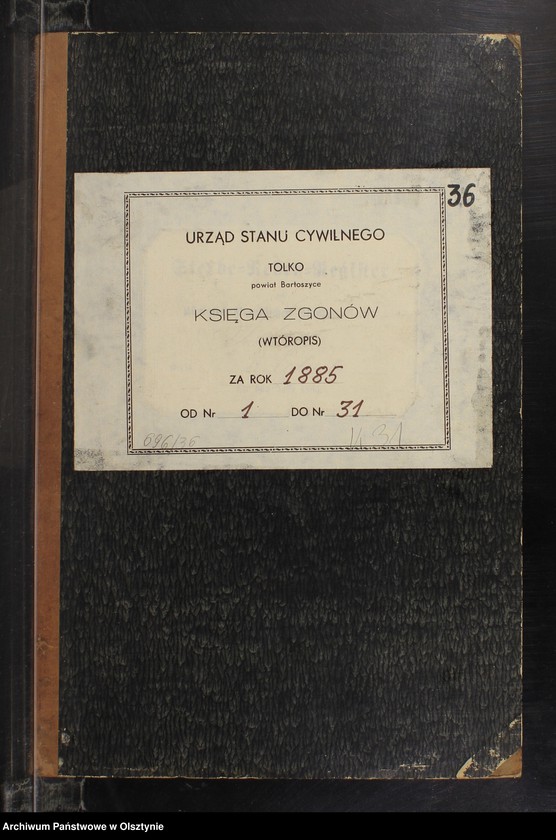 36
URZĄD STANU CYWILNEGO
TOLKO
powiat Bartoszyce
KSIĘGA ZGONÓW
(WTÓROPIS)
ZA ROK 1885
OD Nr 1 DO Nr 31
696/36
Archiwum Państwowe w Olsztynie